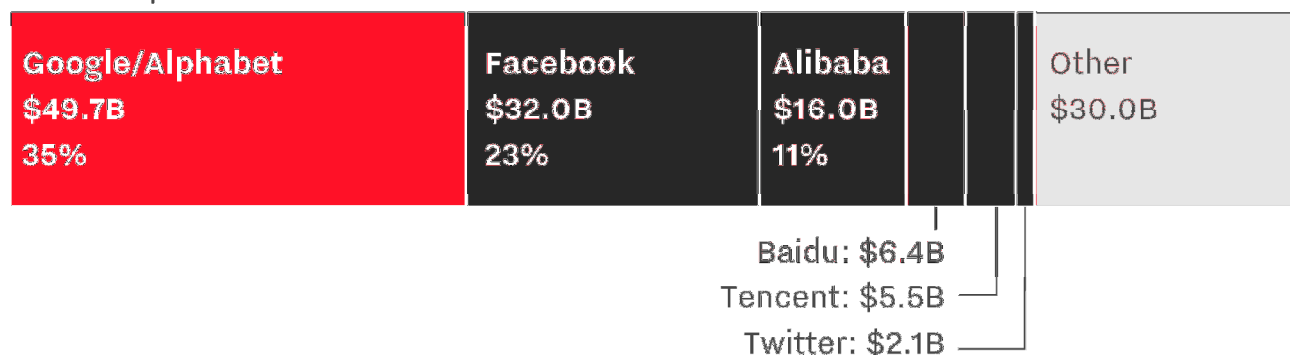 Google/Alphabet
$49.7B
35%
Facebook
$32.0B
23%
Alibaba
$16.0B
11%
Other
$30.0B
Baidu: $6.4B
Tencent: $5.5B
Twitter: $2.1B